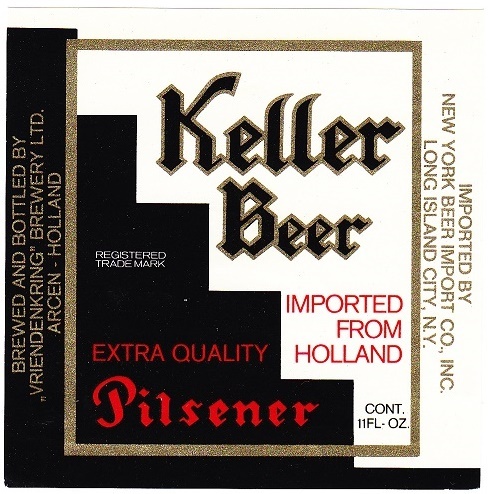 BREWED AND BOTTLED BY
„VRIENDENKRING” BREWERY LTD.
ARCEN - HOLLAND
Keller
Beer
REGISTERED
TRADE MARK
IMPORTED
FROM
HOLLAND
EXTRA QUALITY
Pilsener
CONT.
11FL- OZ.
IMPORTED BY
NEW YORK BEER IMPORT CO., INC.
LONG ISLAND CITY, N.Y.